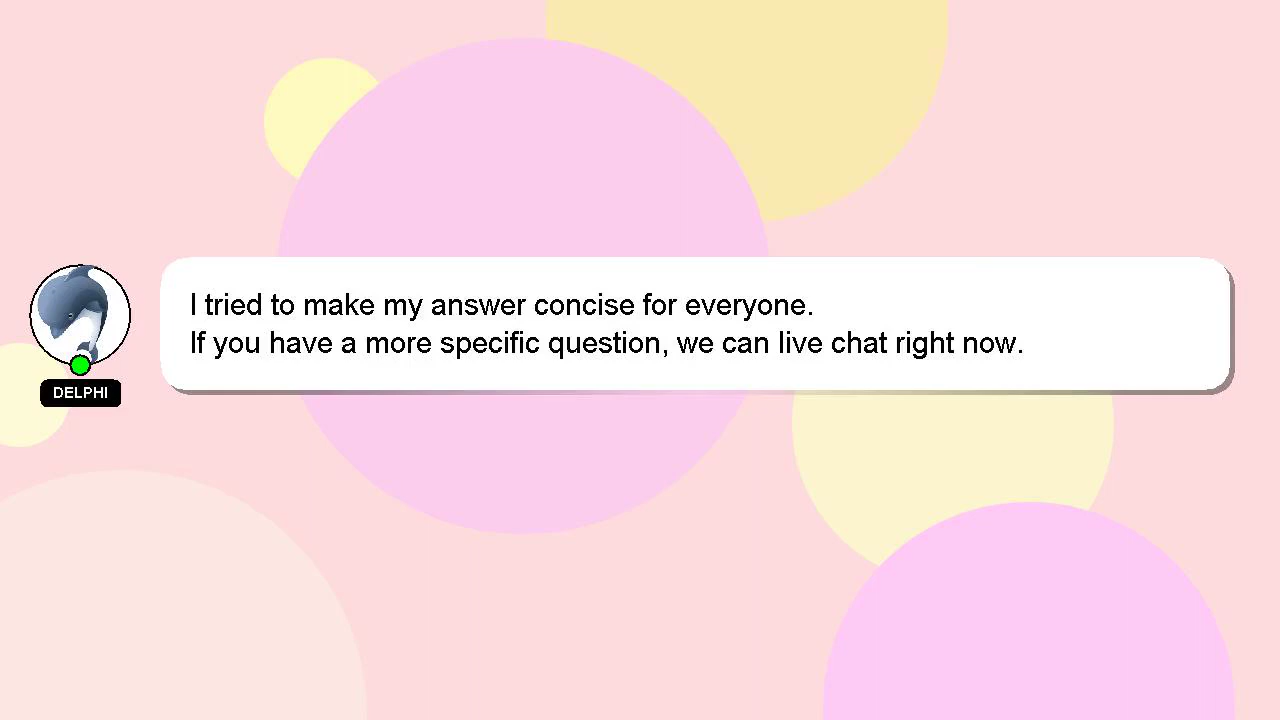 I tried to make my answer concise for everyone.
If you have a more specific question, we can live chat right now.
DELPHI